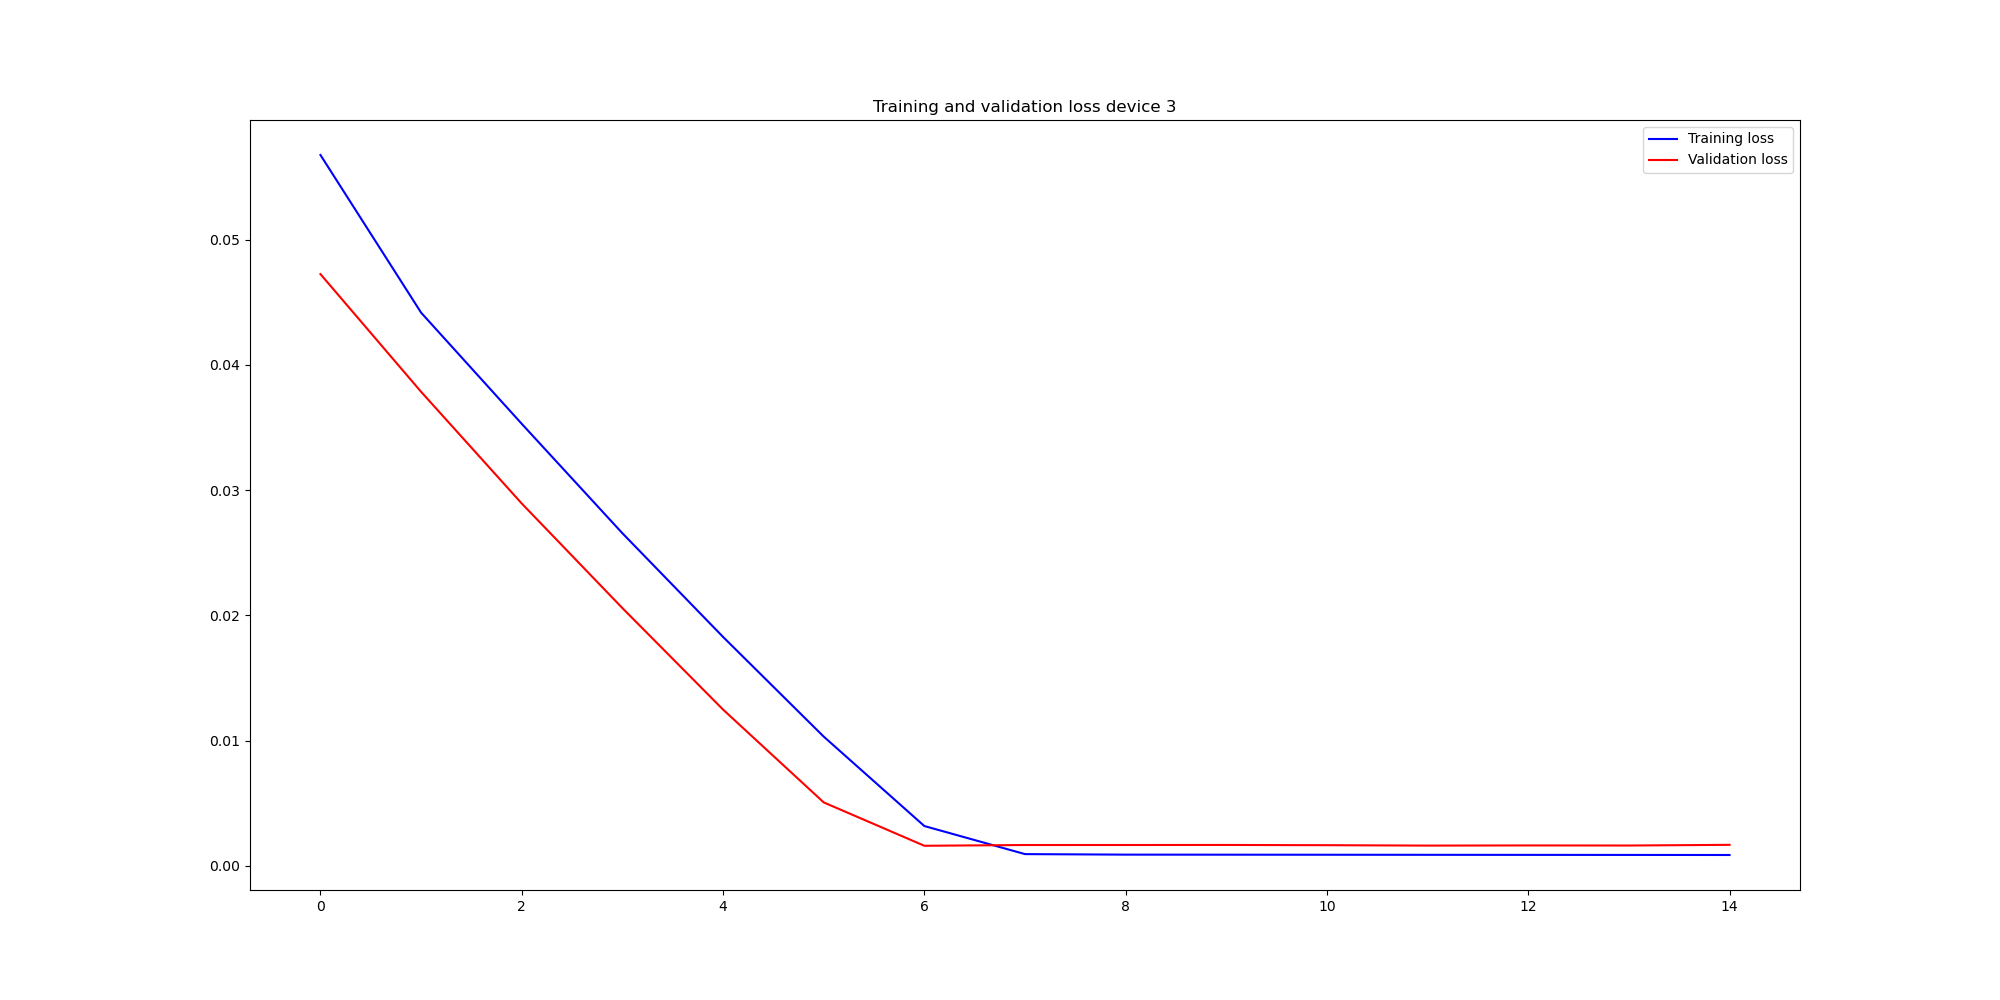 Training and validation loss device 3
Training loss
Validation loss
0.05
0.04
0.03
0.02
0.01
0.00
0 2 4 6 8 10 12 14